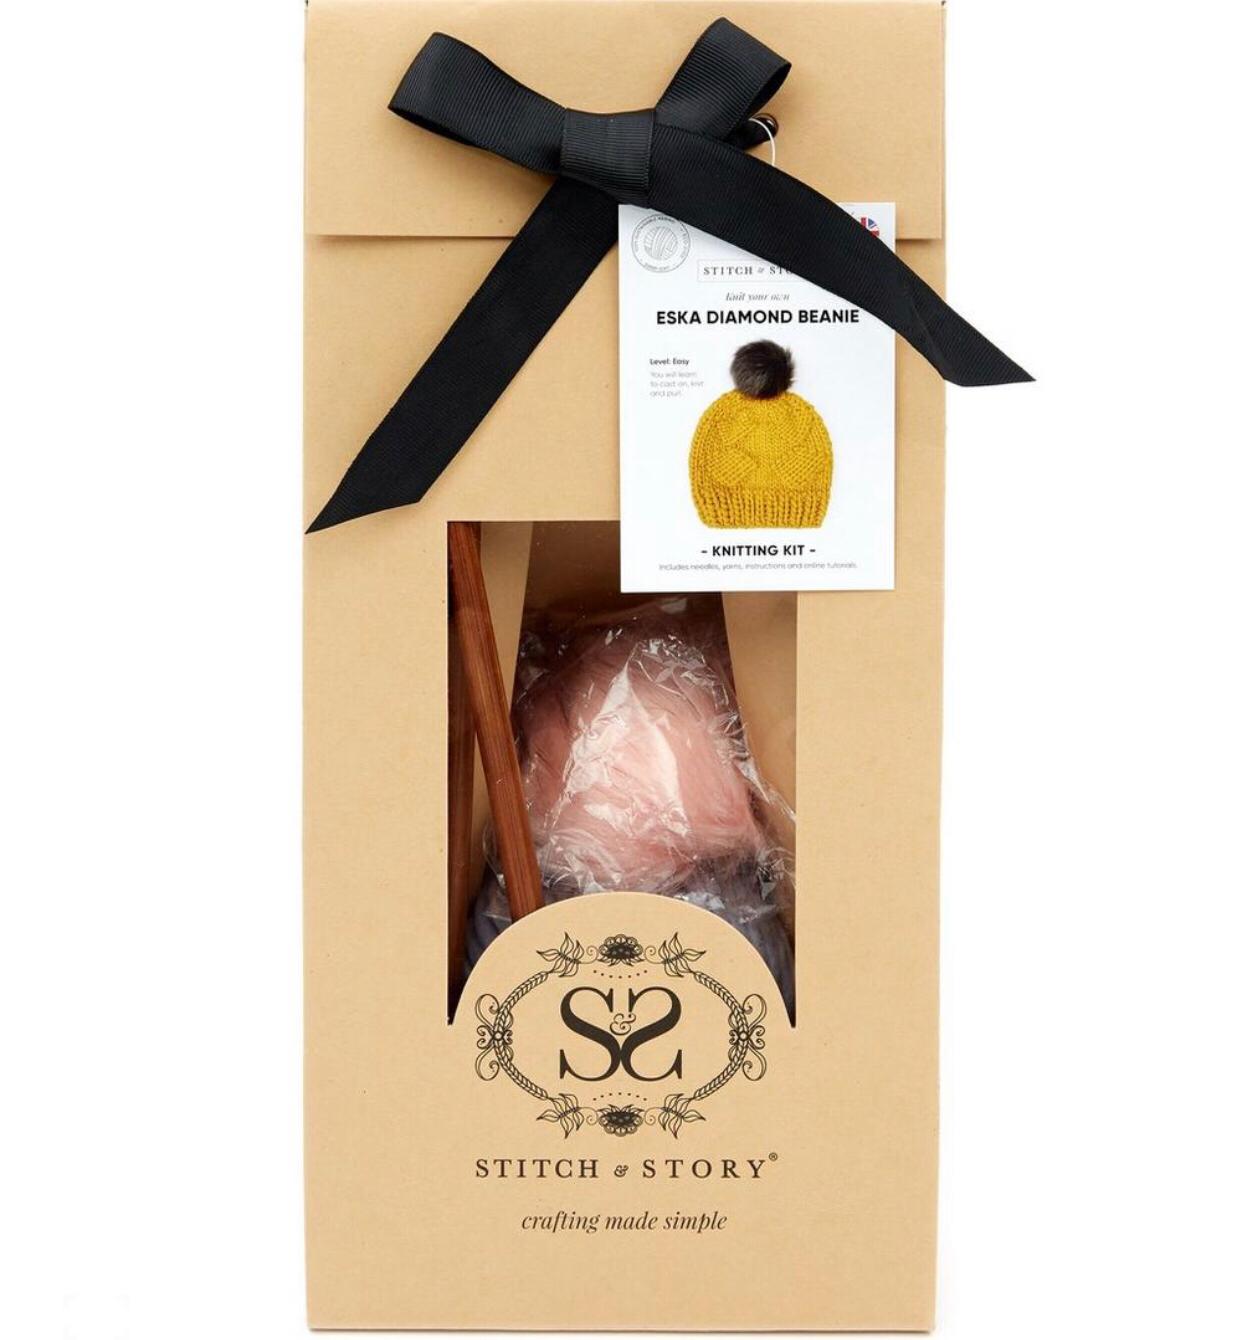 STITCH &
Knit your own
ESKA DIAMOND BEANIE
Level: Easy
You will learn
to cast on, knit
and purl.
- KNITTING KIT -
Includes needles, yarns, instructions and online tutorials.
S&S
STITCH & STORY®
crafting made simple